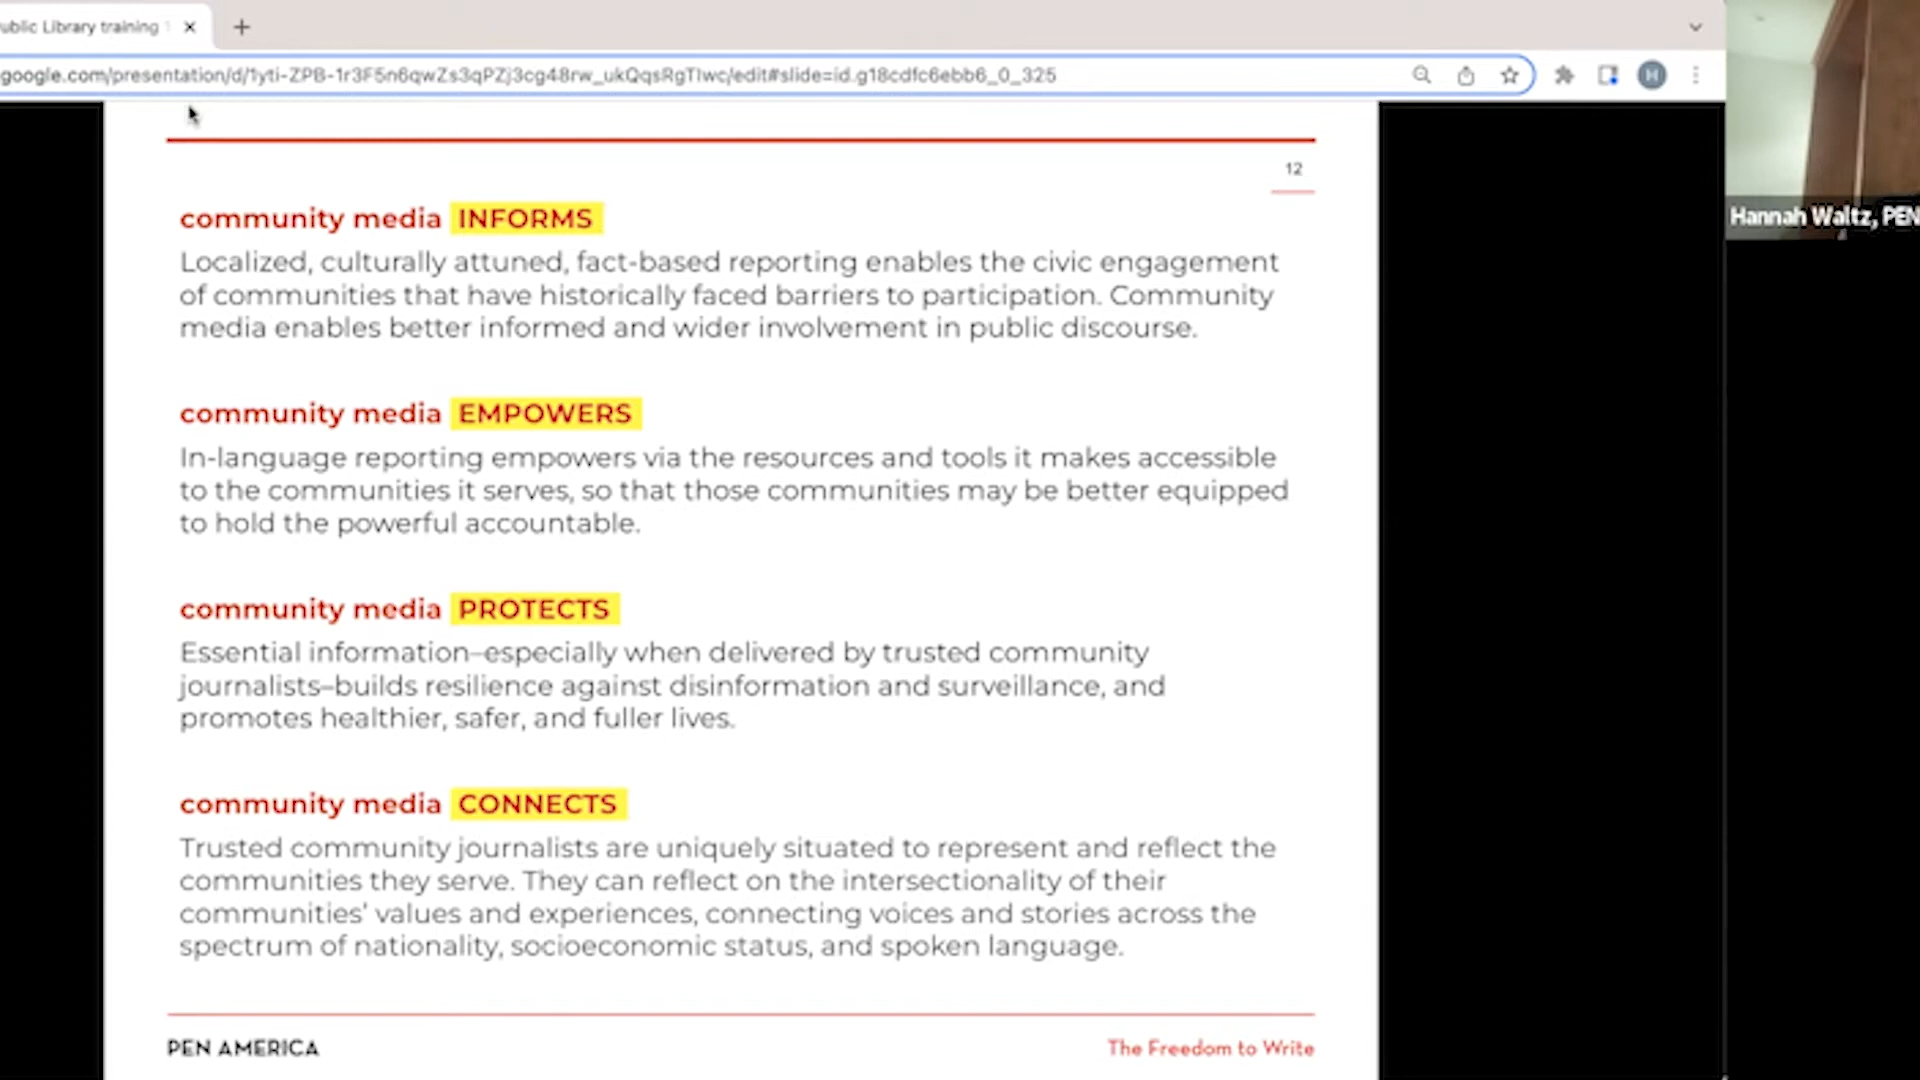 ublic Library training
google.com/presentation/d/1yti-ZPB-1r3F5n6qwZs3qPZj3cg48rw_ukQqsRgTlwc/edit#slide=id.g18cdfc6ebb6_0_325
H
Hannah Waltz, PEN
12
community media INFORMS
Localized, culturally attuned, fact-based reporting enables the civic engagement
of communities that have historically faced barriers to participation. Community
media enables better informed and wider involvement in public discourse.
community media EMPOWERS
In-language reporting empowers via the resources and tools it makes accessible
to the communities it serves, so that those communities may be better equipped
to hold the powerful accountable.
community media PROTECTS
Essential information–especially when delivered by trusted community
journalists–builds resilience against disinformation and surveillance, and
promotes healthier, safer, and fuller lives.
community media CONNECTS
Trusted community journalists are uniquely situated to represent and reflect the
communities they serve. They can reflect on the intersectionality of their
communities’ values and experiences, connecting voices and stories across the
spectrum of nationality, socioeconomic status, and spoken language.
PEN AMERICA
The Freedom to Write